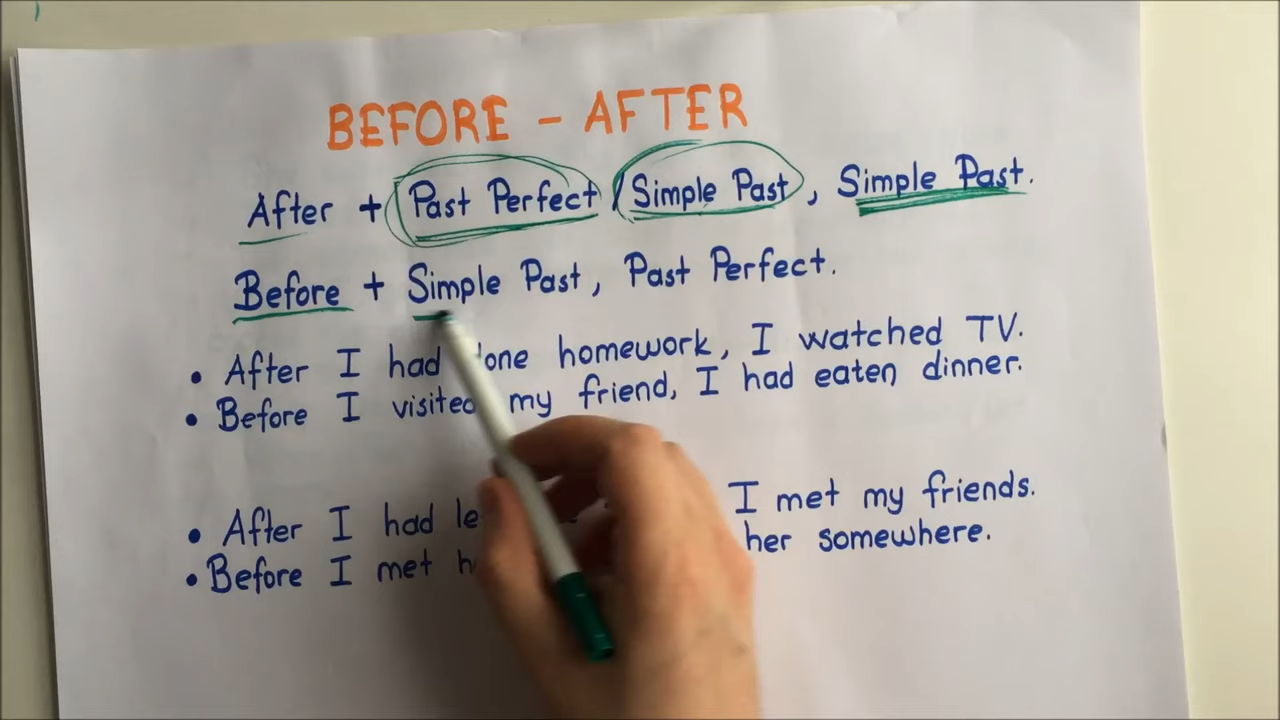 BEFORE - AFTER
After + Past Perfect / Simple Past, Simple Past.
Before + Simple Past, Past Perfect.
• After I had done homework, I watched TV.
• Before I visited my friend, I had eaten dinner.
• After I had I met my friends.
• Before I met her somewhere.